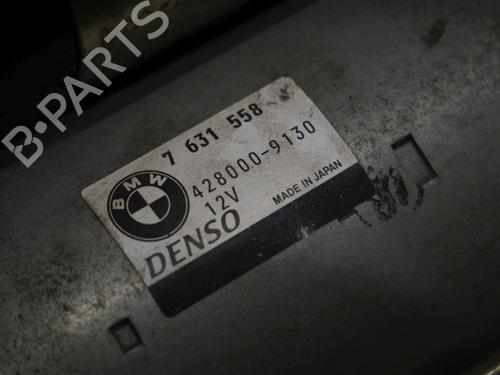 B-PARTS
7 631 558
428000-9130
12V
MADE IN JAPAN
BMW
DENSO